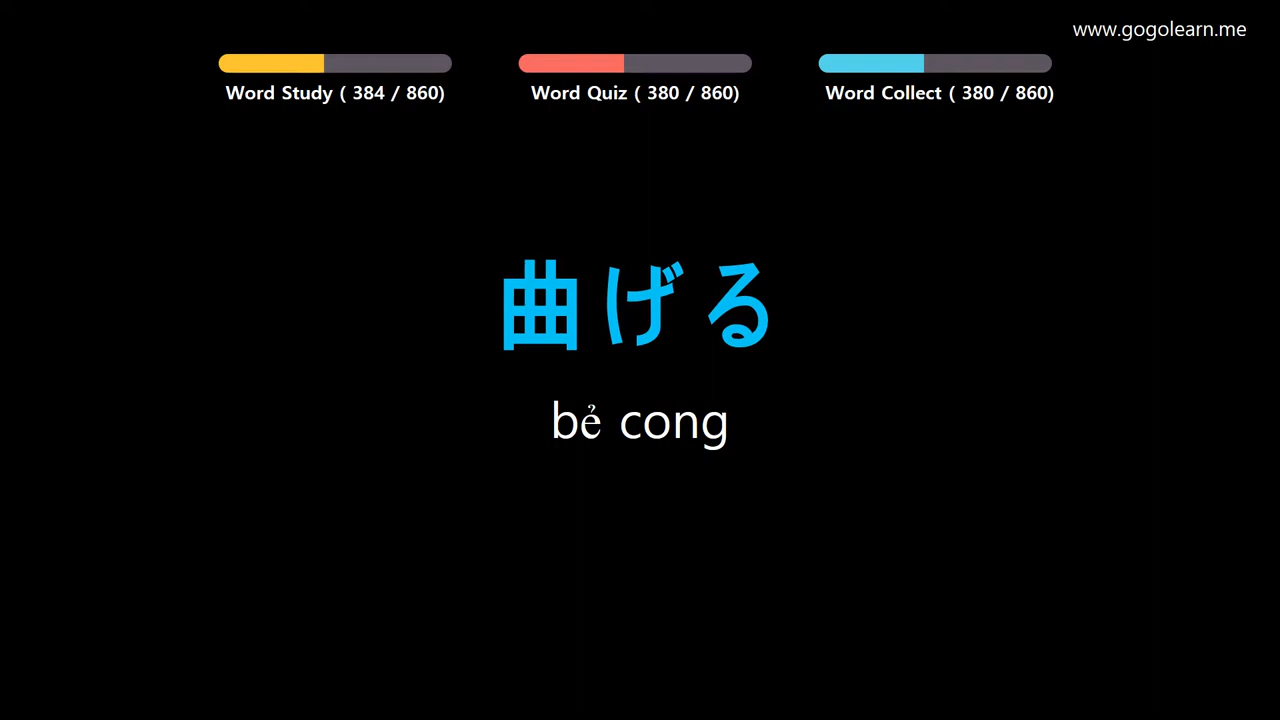 www.gogolearn.me
Word Study ( 384 / 860)
Word Quiz ( 380 / 860)
Word Collect ( 380 / 860)
曲げる
bẻ cong